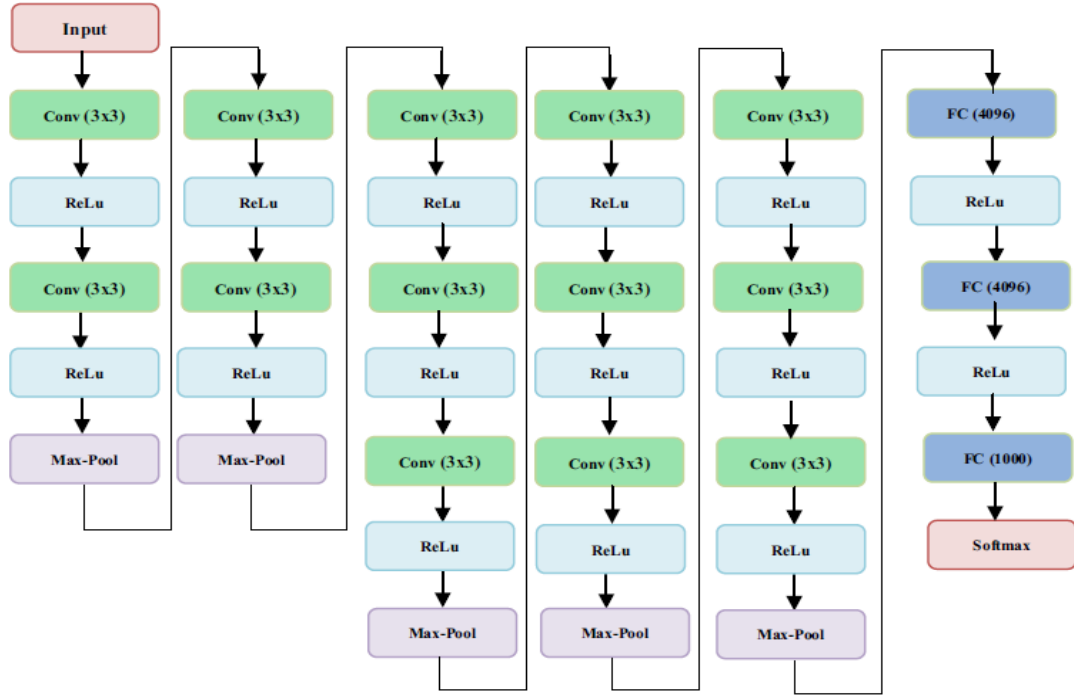 Input
Conv (3x3)
ReLu
Conv (3x3)
ReLu
Max-Pool
Conv (3x3)
ReLu
Conv (3x3)
ReLu
Max-Pool
Conv (3x3)
ReLu
Conv (3x3)
ReLu
Conv (3x3)
ReLu
Max-Pool
Conv (3x3)
ReLu
Conv (3x3)
ReLu
Conv (3x3)
ReLu
Max-Pool
Conv (3x3)
ReLu
Conv (3x3)
ReLu
Conv (3x3)
ReLu
Max-Pool
FC (4096)
ReLu
FC (4096)
ReLu
FC (1000)
Softmax